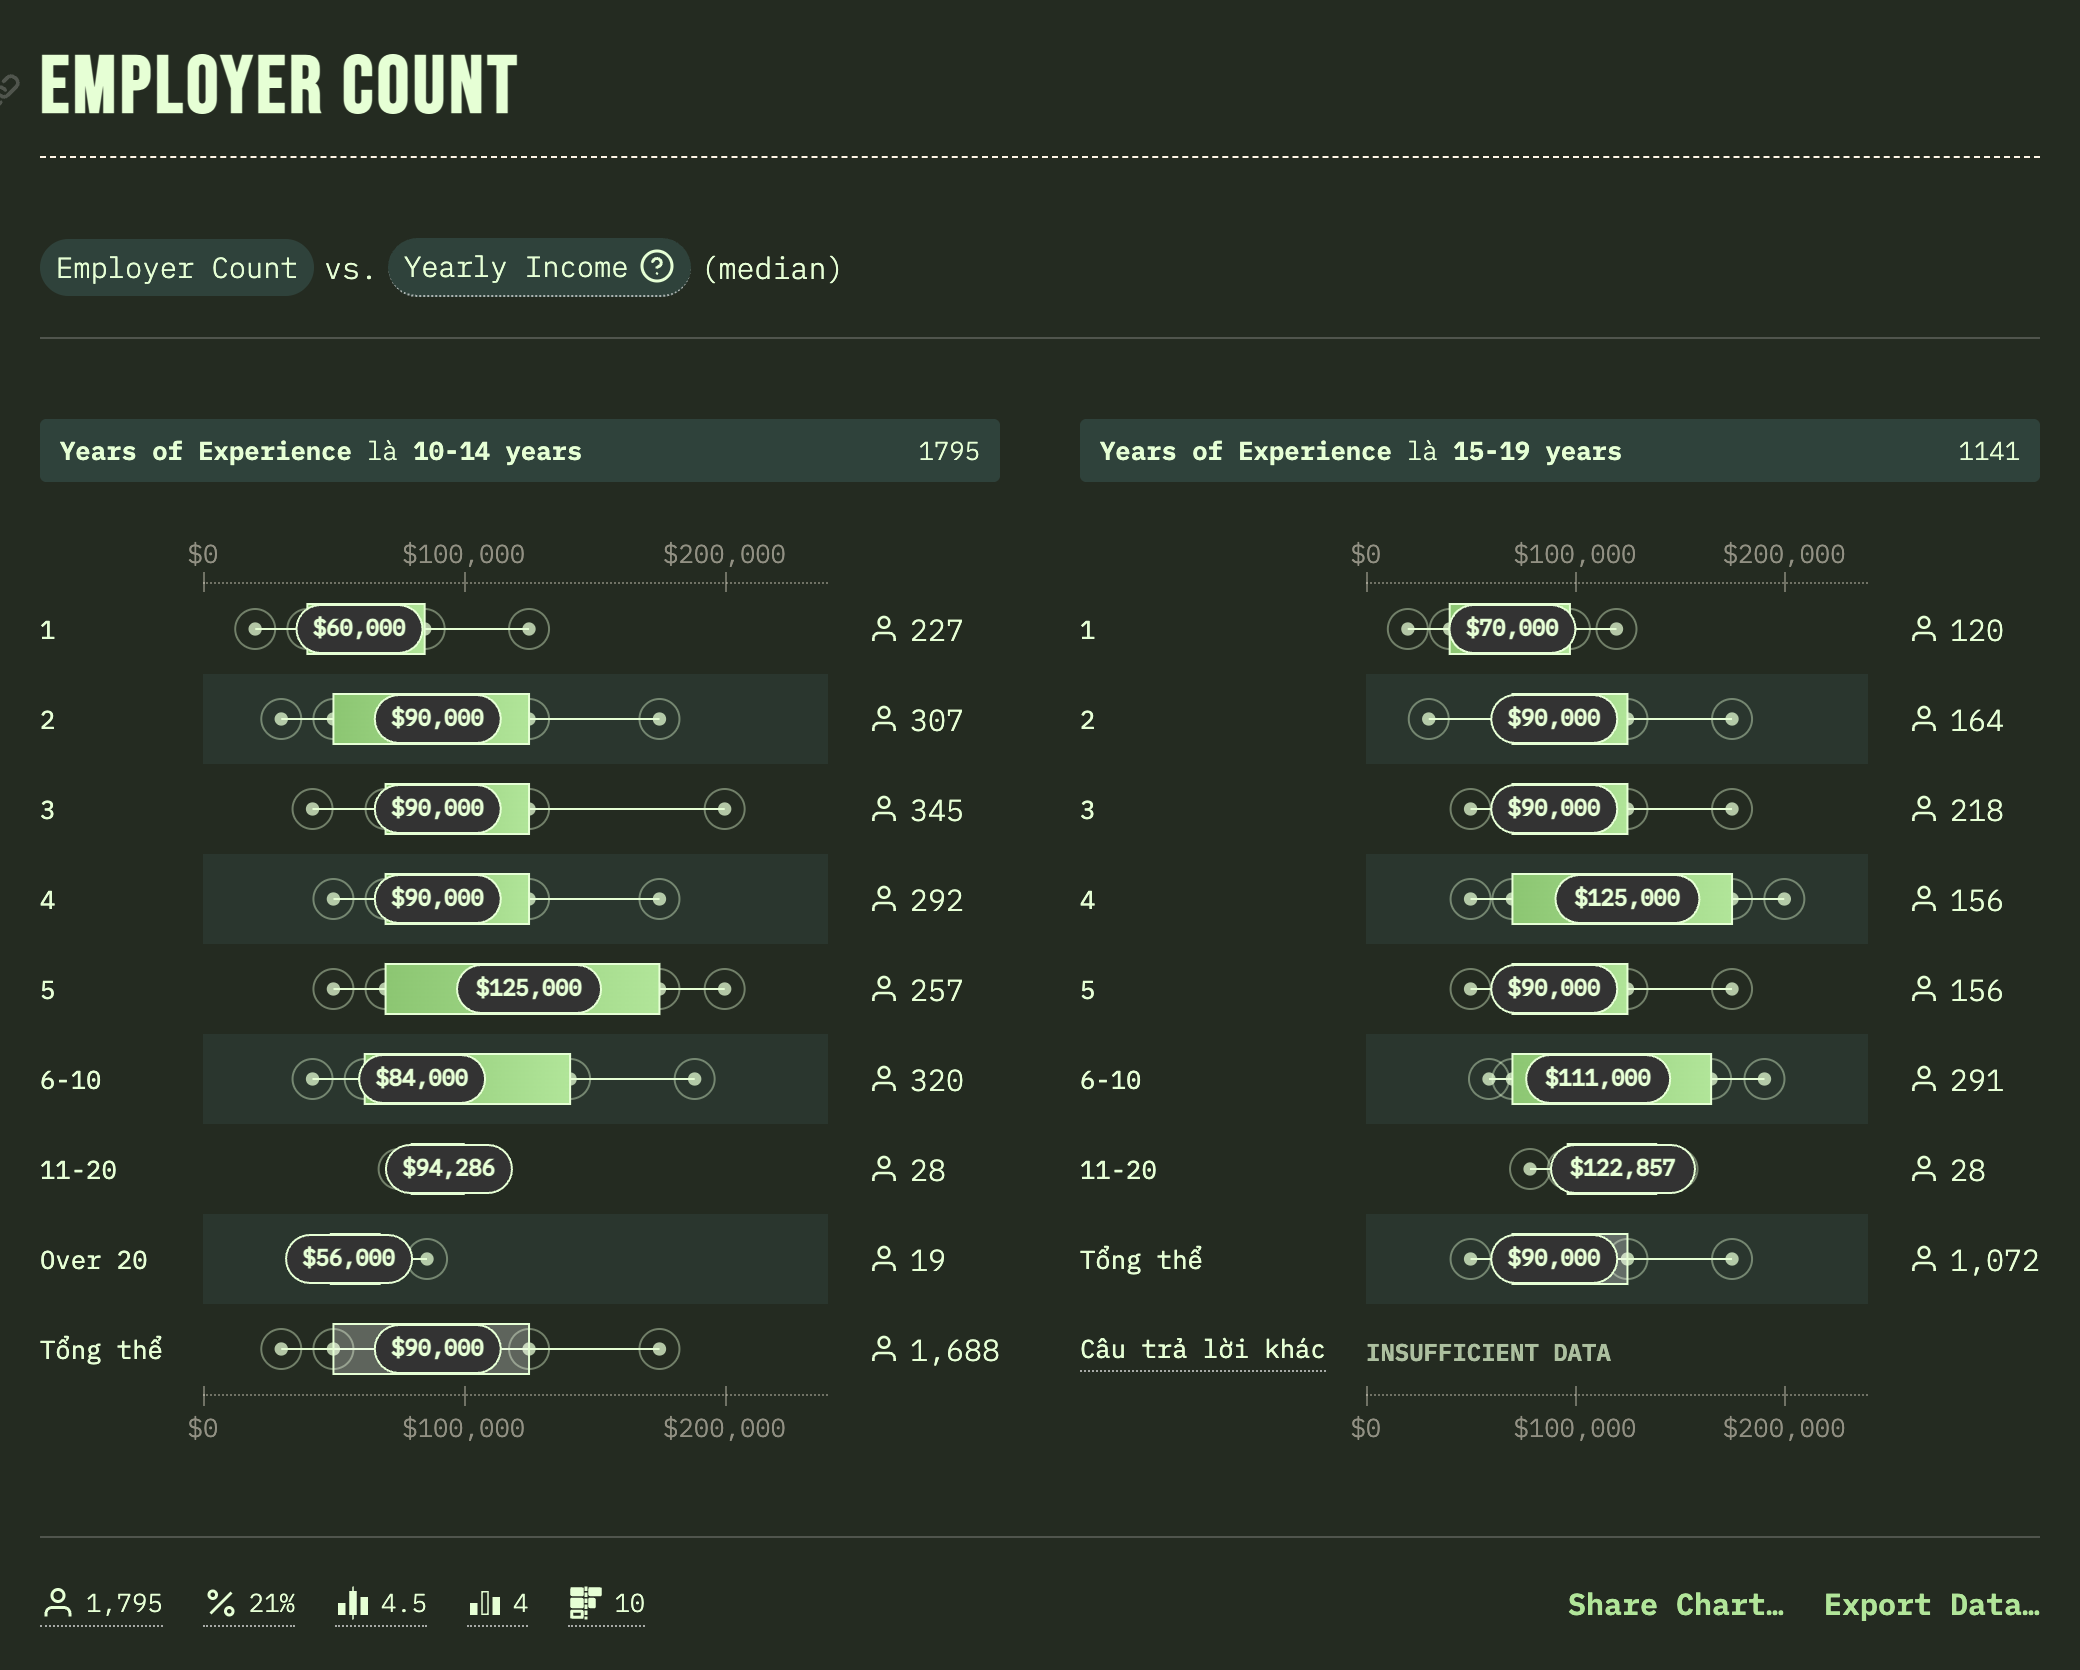 EMPLOYER COUNT
Employer Count vs. Yearly Income ? (median)
Years of Experience là 10-14 years 1795
$0 $100,000 $200,000
1 $60,000 227
2 $90,000 307
3 $90,000 345
4 $90,000 292
5 $125,000 257
6-10 $84,000 320
11-20 $94,286 28
Over 20 $56,000 19
Tổng thể $90,000 1,688
$0 $100,000 $200,000
Years of Experience là 15-19 years 1141
$0 $100,000 $200,000
1 $70,000 120
2 $90,000 164
3 $90,000 218
4 $125,000 156
5 $90,000 156
6-10 $111,000 291
11-20 $122,857 28
Tổng thể $90,000 1,072
Câu trả lời khác INSUFFICIENT DATA
$0 $100,000 $200,000
1,795 21% 4.5 4 10
Share Chart… Export Data…